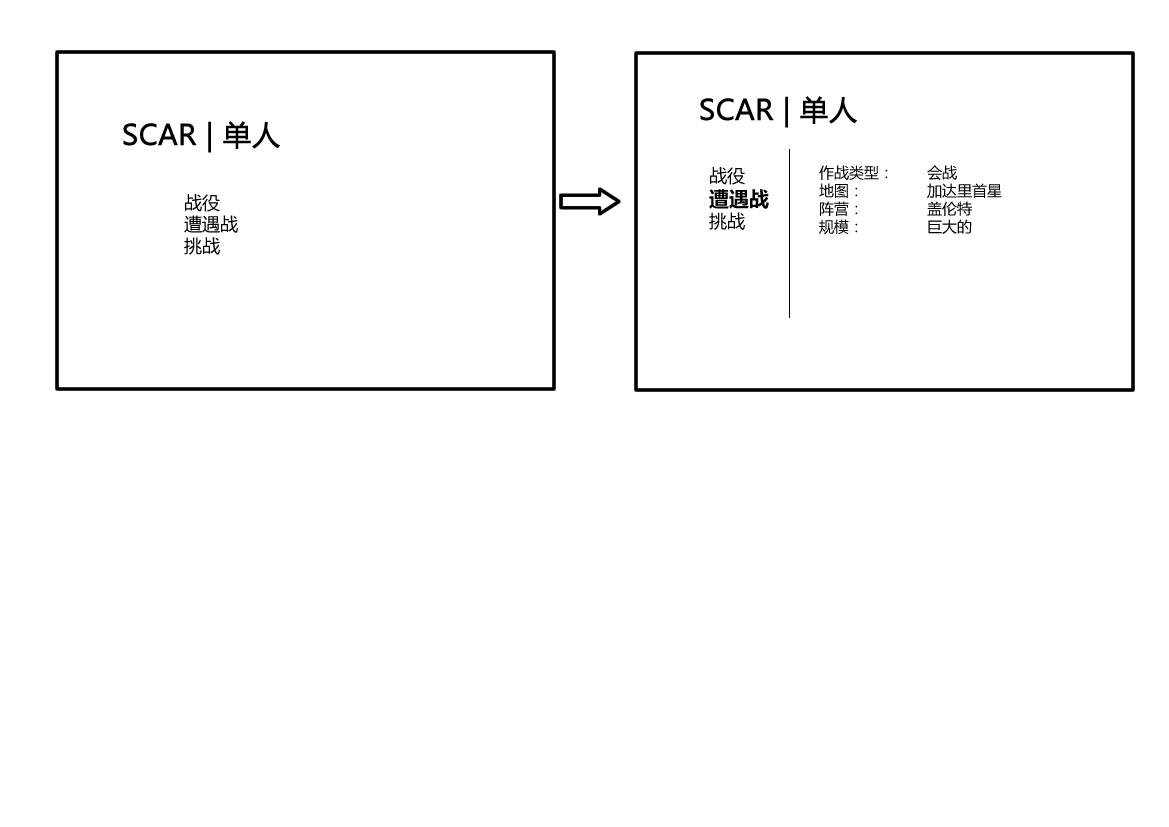 SCAR | 单人
战役
遭遇战
挑战
SCAR | 单人
战役
遭遇战
挑战
作战类型： 会战
地图： 加达里首星
阵营： 盖伦特
规模： 巨大的